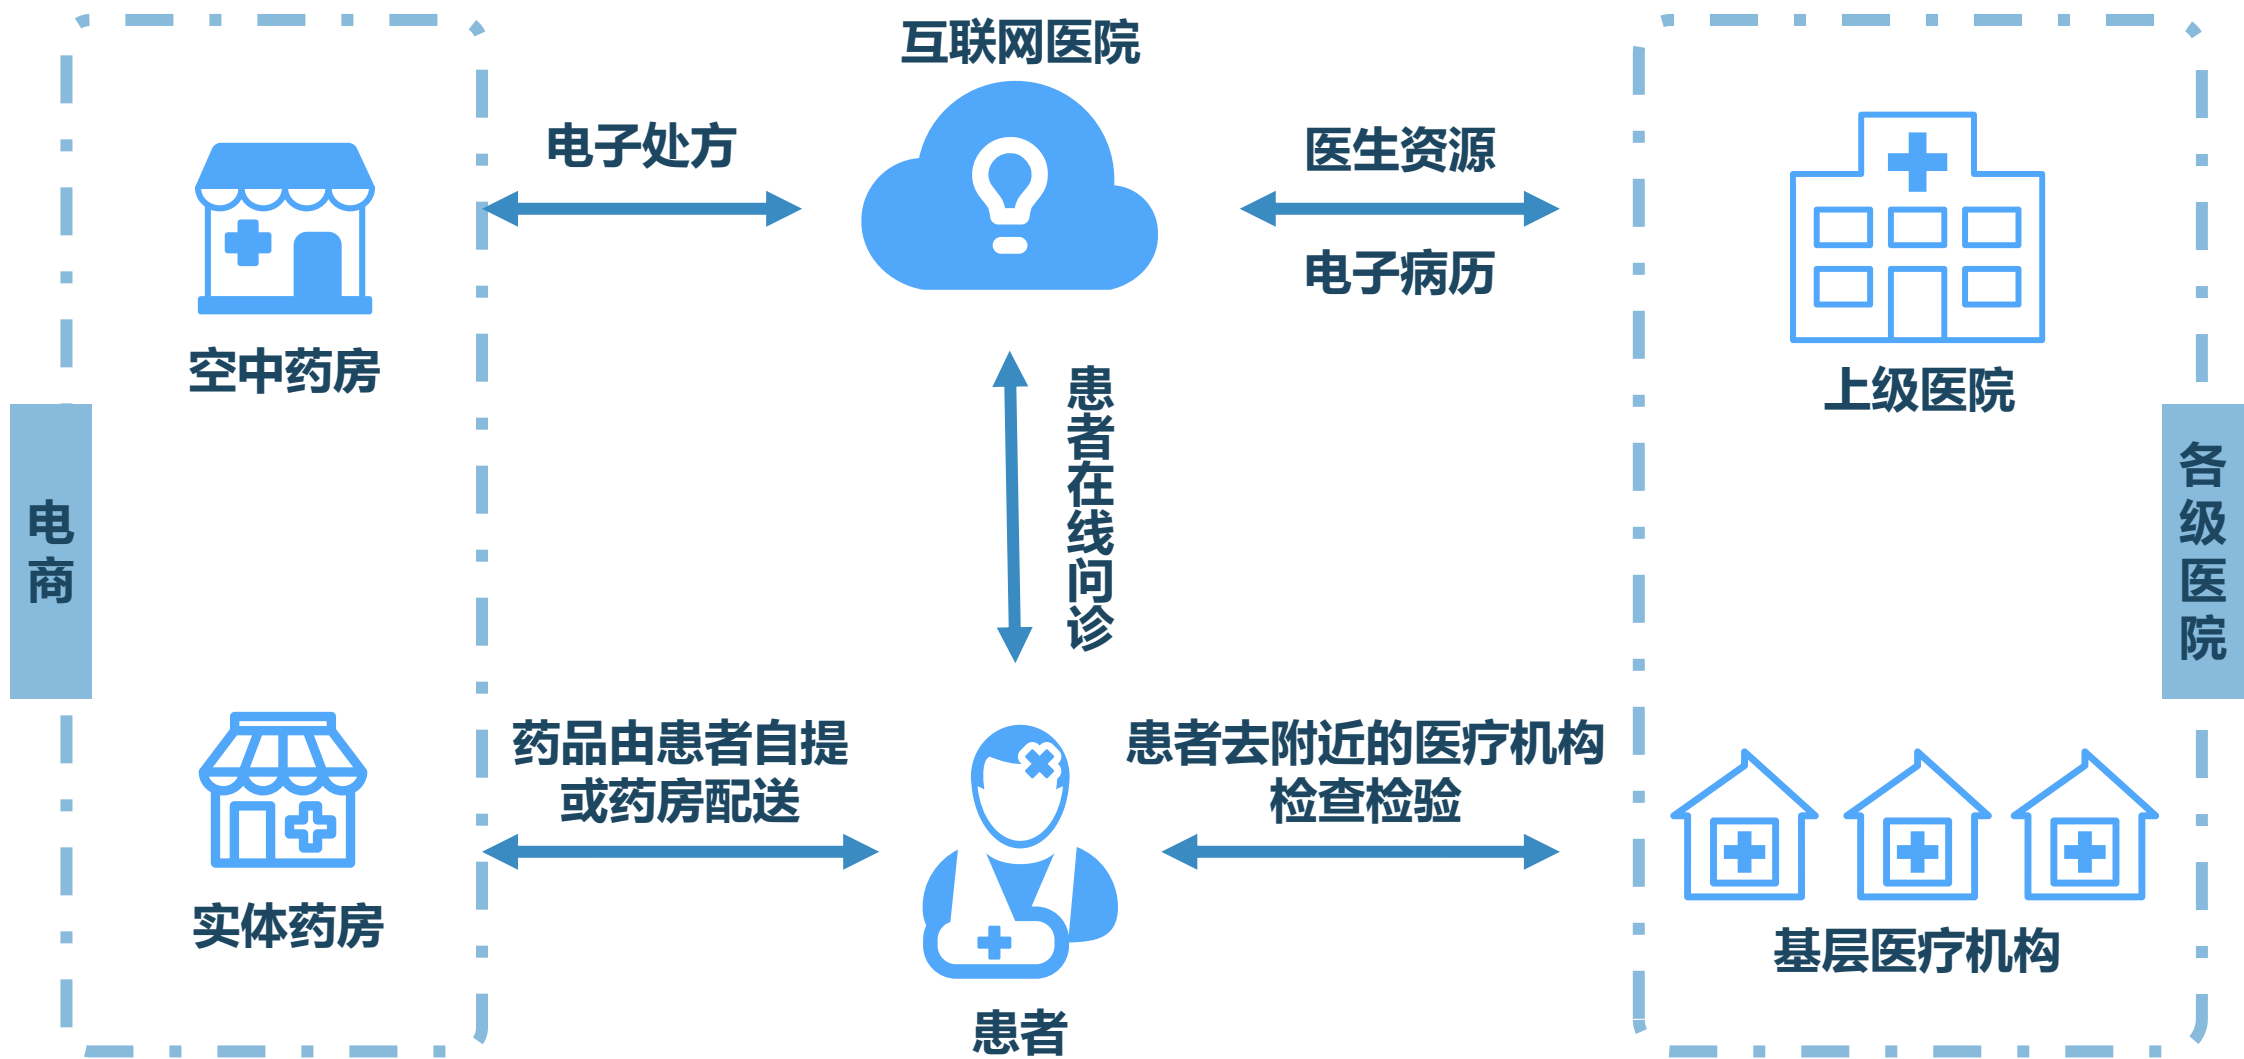 互联网医院
电子处方
医生资源
电子病历
空中药房
上级医院
患者在线问诊
电商
各级医院
药品由患者自提
或药房配送
患者去附近的医疗机构
检查检验
实体药房
基层医疗机构
患者